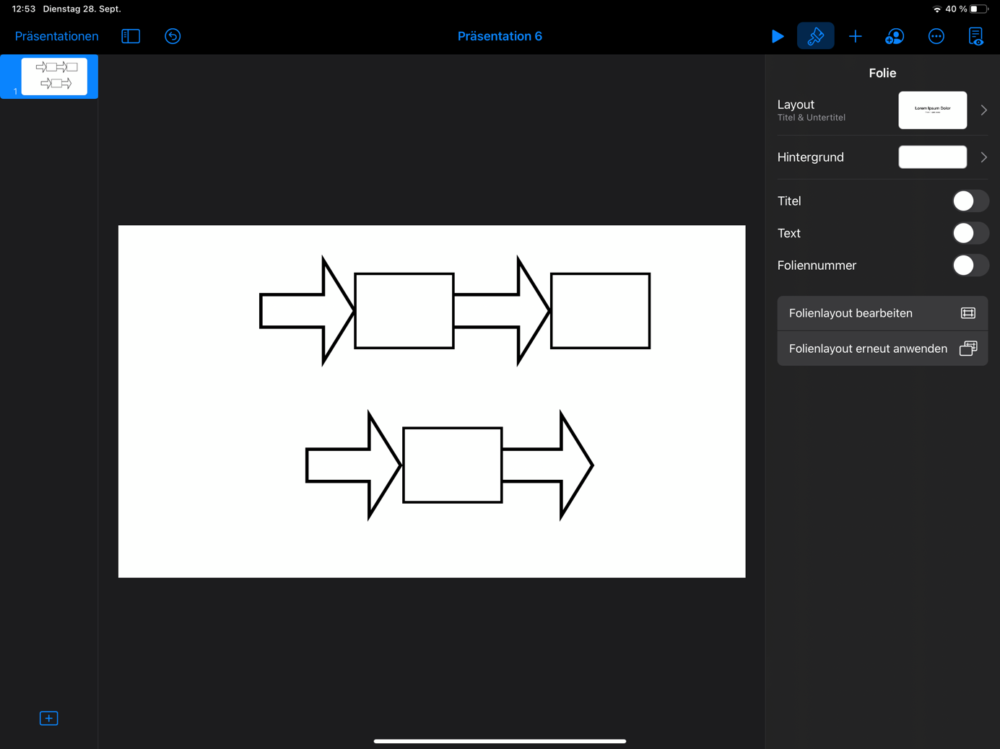 12:53 Dienstag 28. Sept.
40 %
Präsentationen
Präsentation 6
1
Folie
Layout
Titel & Untertitel
Lorem Ipsum Dolor
Hintergrund
Titel
Text
Foliennummer
Folienlayout bearbeiten
Folienlayout erneut anwenden